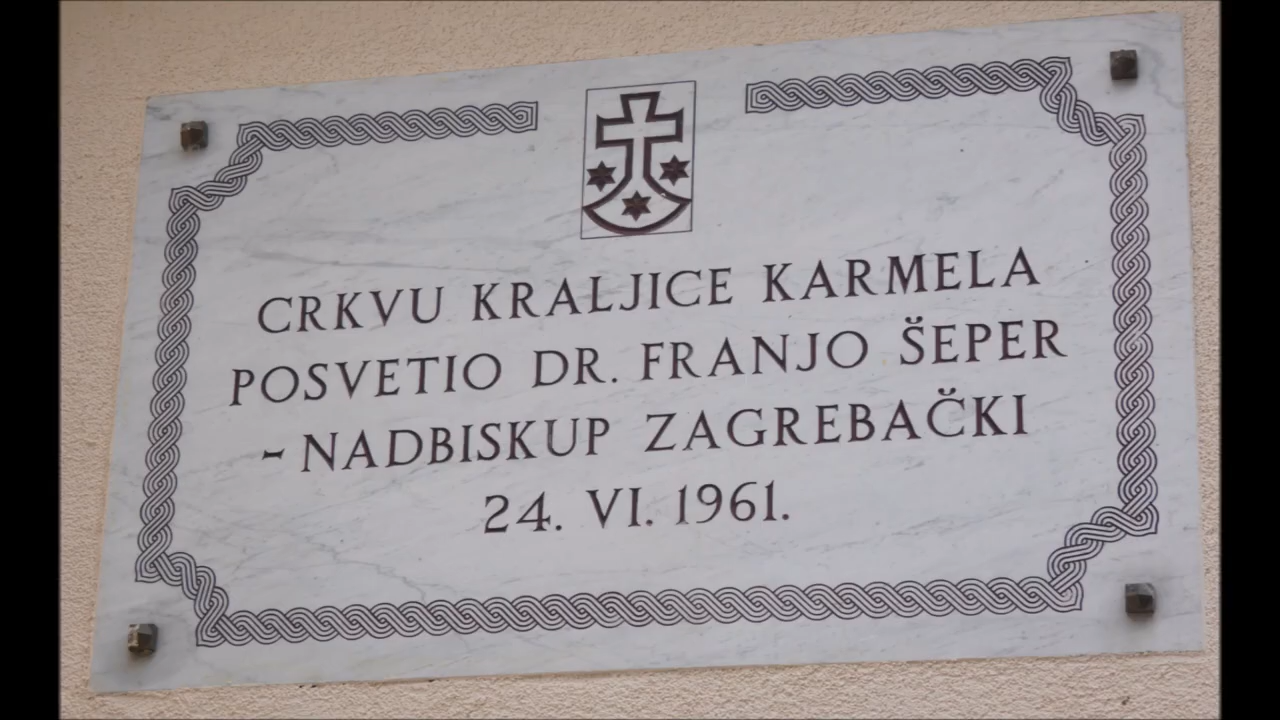 CRKVU KRALJICE KARMELA
POSVETIO DR. FRANJO ŠEPER
- NADBISKUP ZAGREBAČKI
24. VI. 1961.